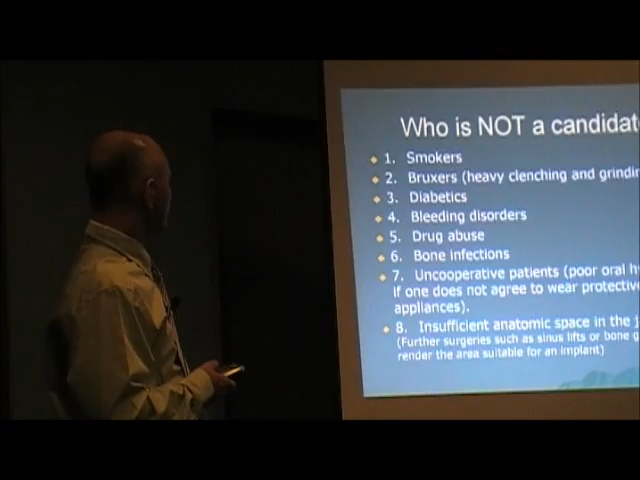 Who is NOT a candidat
1. Smokers
2. Bruxers (heavy clenching and grindin
3. Diabetics
4. Bleeding disorders
5. Drug abuse
6. Bone infections
7. Uncooperative patients (poor oral h
If one does not agree to wear protective
appliances).
8. Insufficient anatomic space in the j
(Further surgeries such as sinus lifts or bone g
render the area suitable for an implant)